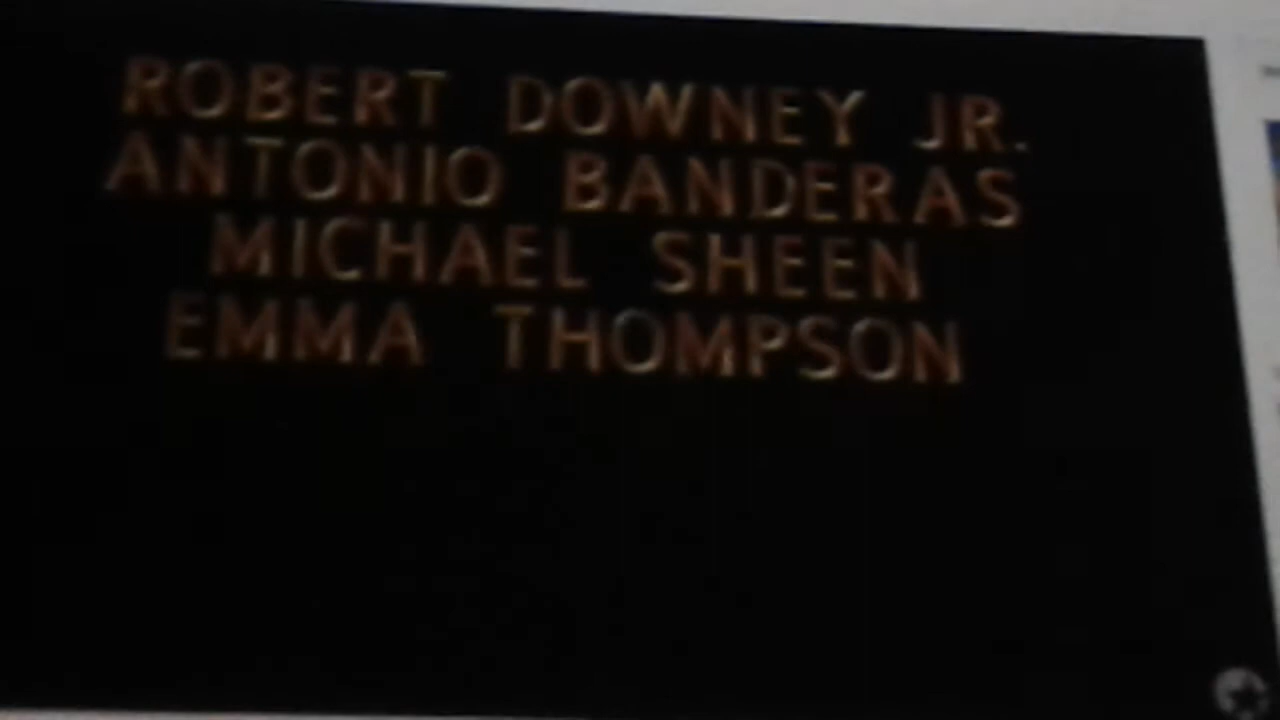 ROBERT DOWNEY JR.
ANTONIO BANDERAS
MICHAEL SHEEN
EMMA THOMPSON